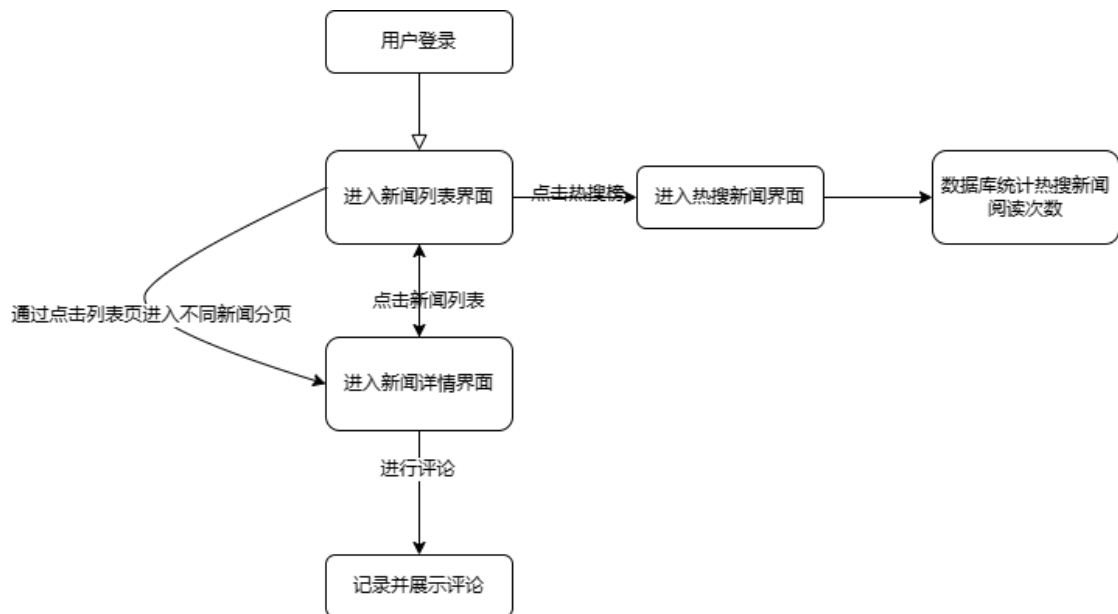 用户登录
进入新闻列表界面
点击热搜榜
进入热搜新闻界面
数据库统计热搜新闻
阅读次数
通过点击列表页进入不同新闻分页
点击新闻列表
进入新闻详情界面
进行评论
记录并展示评论